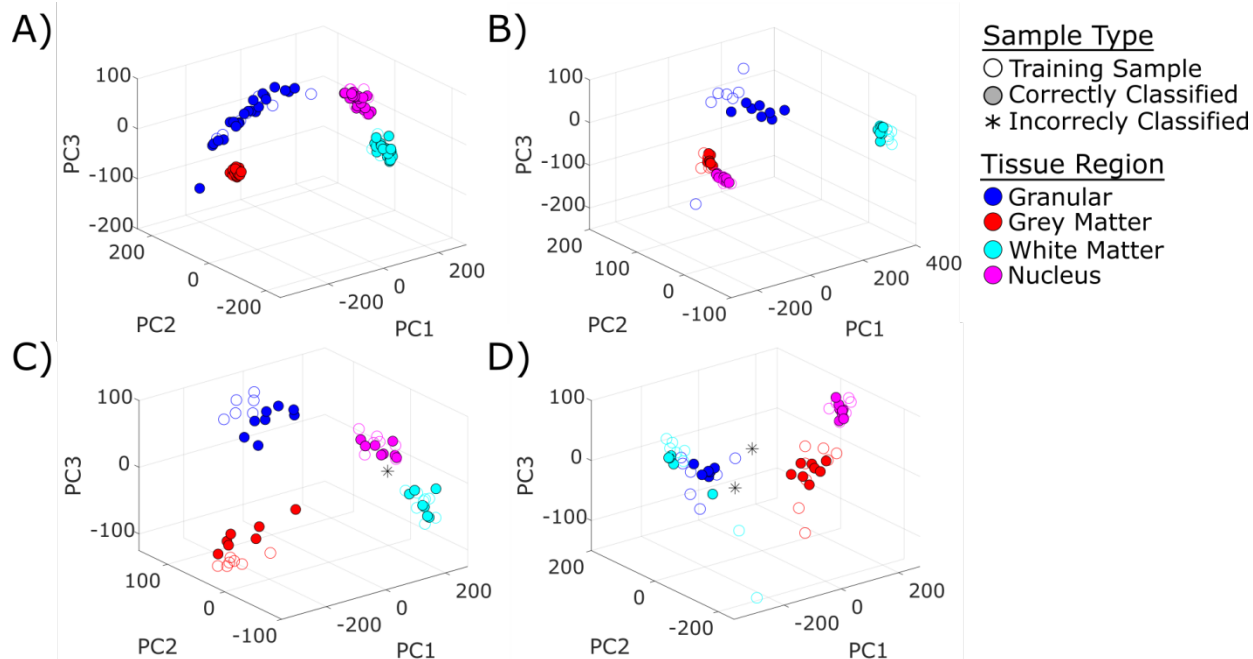 A)
100
0
-100
-200
PC3
200
0
-200
PC2
-200
0
200
PC1
B)
100
0
-100
-200
PC3
200
100
0
-100
PC2
-200
0
200
400
PC1
Sample Type
Training Sample
Correctly Classified
Incorrecly Classified
Tissue Region
Granular
Grey Matter
White Matter
Nucleus
C)
100
0
-100
PC3
100
0
-100
PC2
-200
0
200
PC1
D)
100
0
-100
PC3
200
0
-200
PC2
-200
0
200
PC1